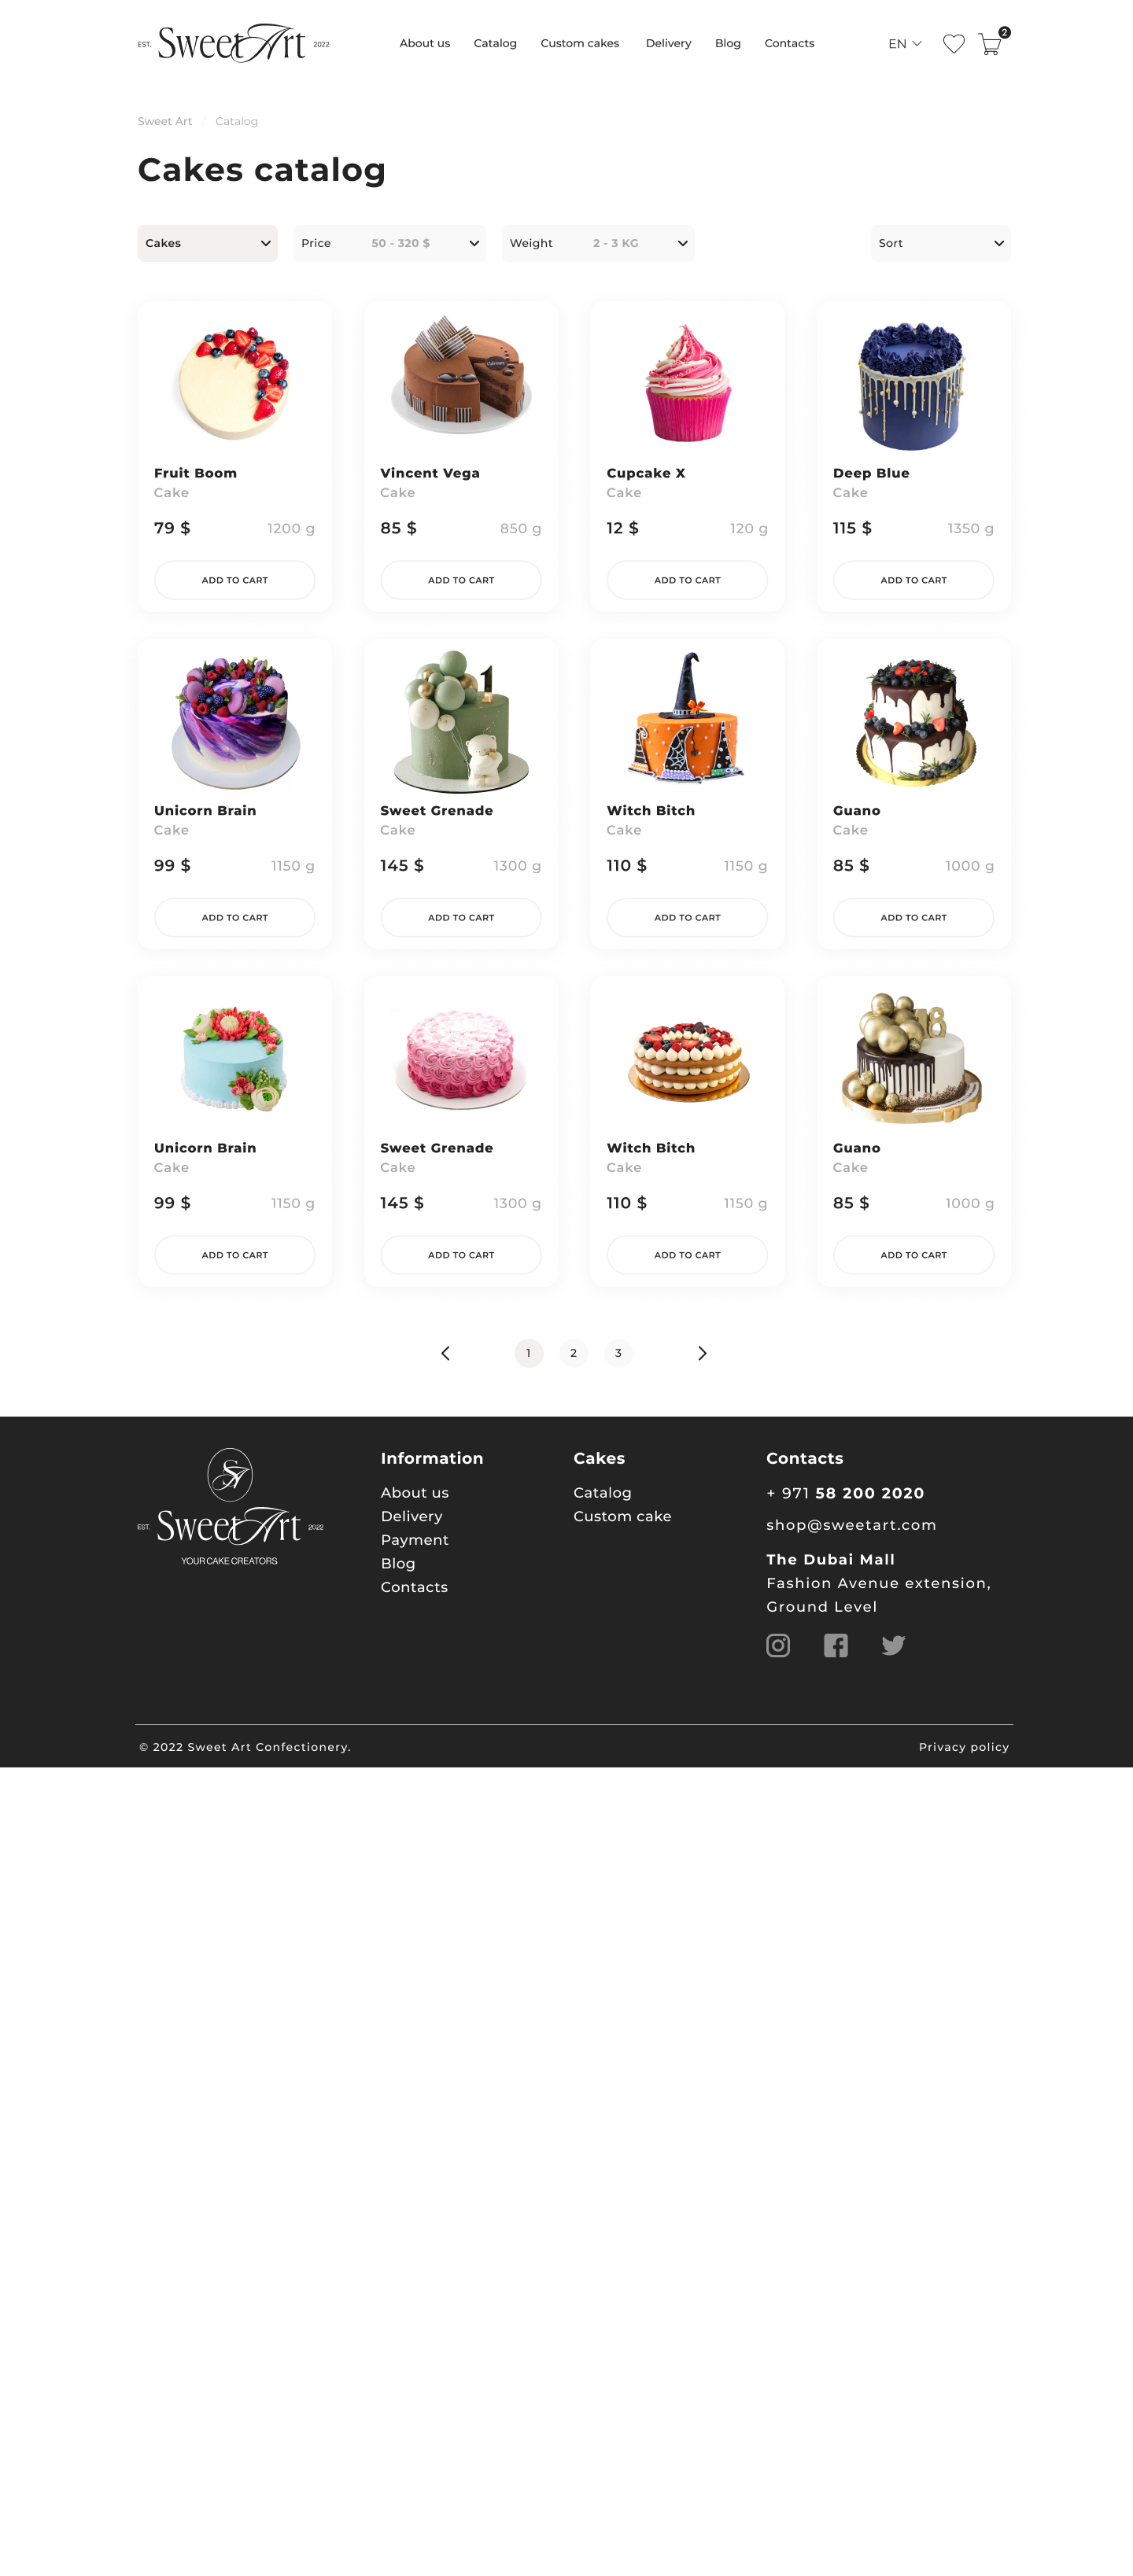 EST. Sweet Art 2022
About us Catalog Custom cakes Delivery Blog Contacts
EN 2
Sweet Art / Catalog
Cakes catalog
Cakes Price 50 - 320 $ Weight 2 - 3 KG Sort
Fruit Boom
Cake
79 $ 1200 g
ADD TO CART
Vincent Vega
Cake
85 $ 850 g
ADD TO CART
Cupcake X
Cake
12 $ 120 g
ADD TO CART
Deep Blue
Cake
115 $ 1350 g
ADD TO CART
1
Unicorn Brain
Cake
99 $ 1150 g
ADD TO CART
Sweet Grenade
Cake
145 $ 1300 g
ADD TO CART
Witch Bitch
Cake
110 $ 1150 g
ADD TO CART
Guano
Cake
85 $ 1000 g
ADD TO CART
18
Unicorn Brain
Cake
99 $ 1150 g
ADD TO CART
Sweet Grenade
Cake
145 $ 1300 g
ADD TO CART
Witch Bitch
Cake
110 $ 1150 g
ADD TO CART
Guano
Cake
85 $ 1000 g
ADD TO CART
1 2 3
SA
EST. Sweet Art 2022
YOUR CAKE CREATORS
Information
About us
Delivery
Payment
Blog
Contacts
Cakes
Catalog
Custom cake
Contacts
+ 971 58 200 2020
shop@sweetart.com
The Dubai Mall
Fashion Avenue extension,
Ground Level
© 2022 Sweet Art Confectionery.
Privacy policy